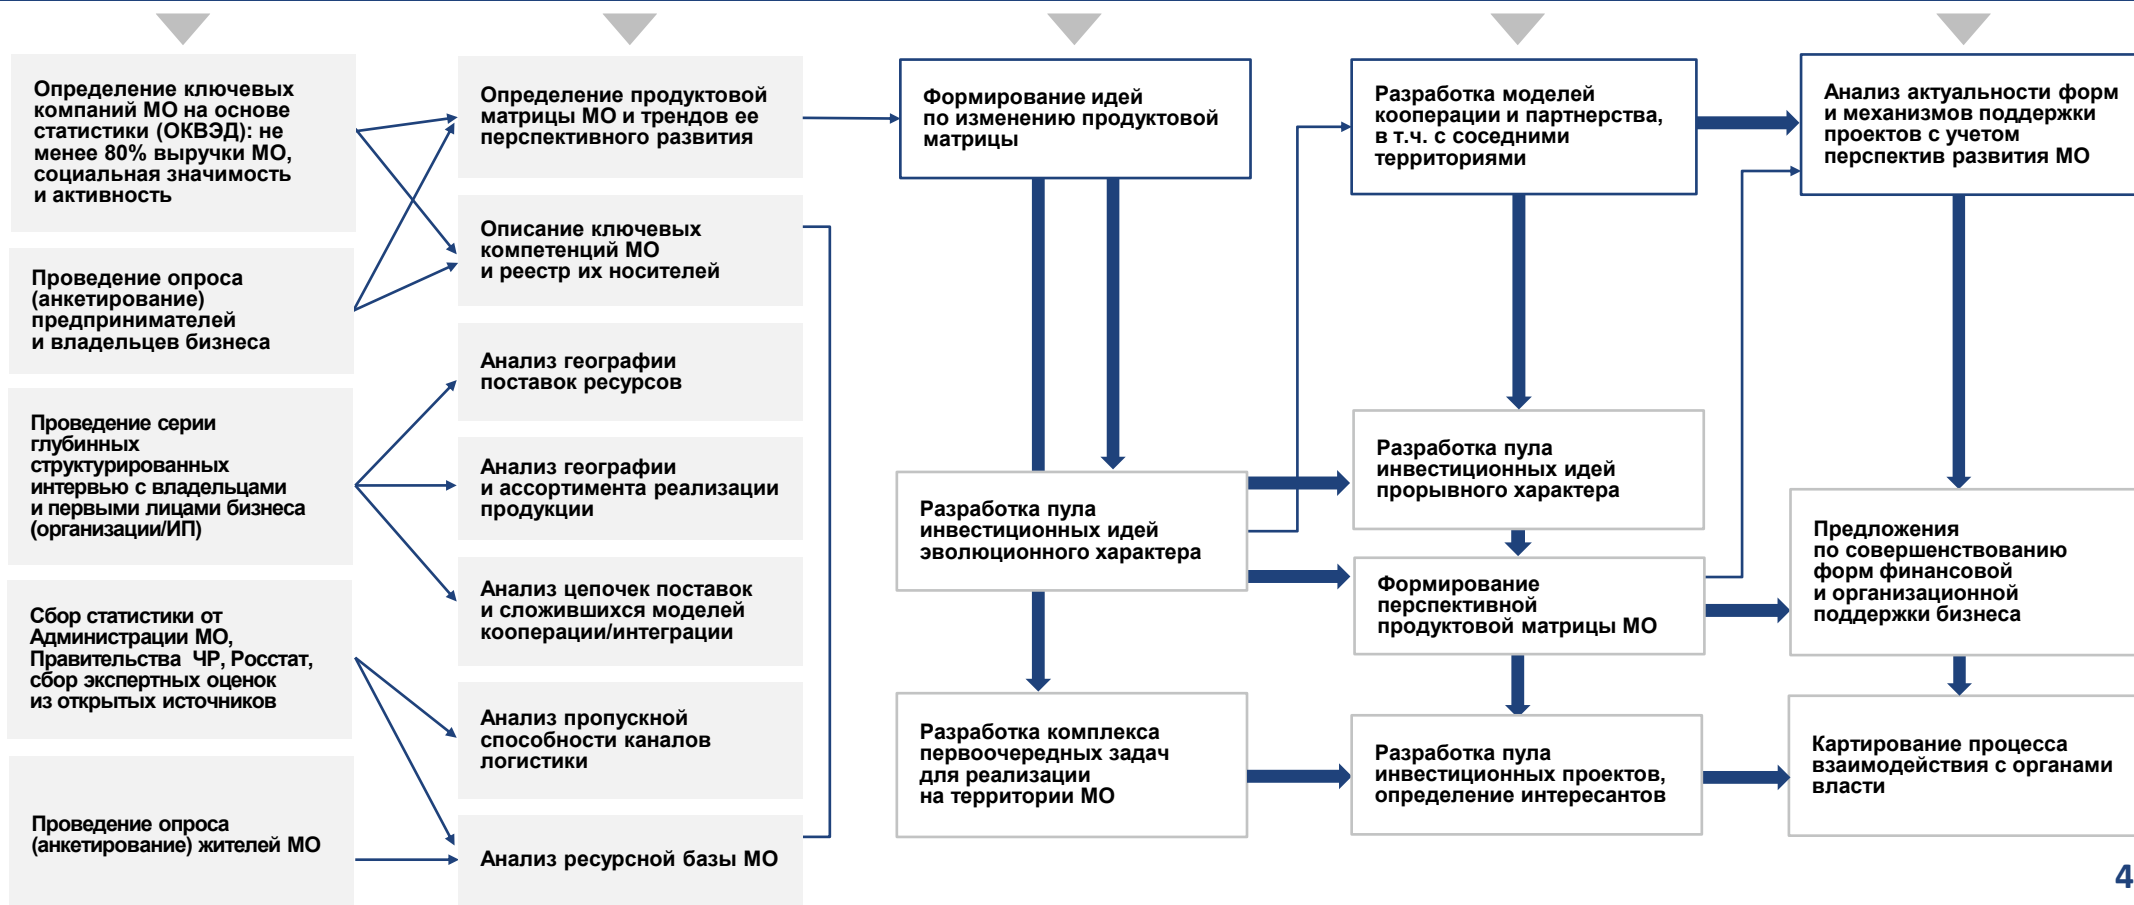 Определение ключевых
компаний МО на основе
статистики (ОКВЭД): не
менее 80% выручки МО,
социальная значимость
и активность
Проведение опроса
(анкетирование)
предпринимателей
и владельцев бизнеса
Проведение серии
глубинных
структурированных
интервью с владельцами
и первыми лицами бизнеса
(организации/ИП)
Сбор статистики от
Администрации МО,
Правительства ЧР, Росстат,
сбор экспертных оценок
из открытых источников
Проведение опроса
(анкетирование) жителей МО
Определение продуктовой
матрицы МО и трендов ее
перспективного развития
Описание ключевых
компетенций МО
и реестр их носителей
Анализ географии
поставок ресурсов
Анализ географии
и ассортимента реализации
продукции
Анализ цепочек поставок
и сложившихся моделей
кооперации/интеграции
Анализ пропускной
способности каналов
логистики
Анализ ресурсной базы МО
Формирование идей
по изменению продуктовой
матрицы
Разработка пула
инвестиционных идей
эволюционного характера
Разработка комплекса
первоочередных задач
для реализации
на территории МО
Разработка моделей
кооперации и партнерства,
в т.ч. с соседними
территориями
Разработка пула
инвестиционных идей
прорывного характера
Формирование
перспективной
продуктовой матрицы МО
Разработка пула
инвестиционных проектов,
определение интересантов
Анализ актуальности форм
и механизмов поддержки
проектов с учетом
перспектив развития МО
Предложения
по совершенствованию
форм финансовой
и организационной
поддержки бизнеса
Картирование процесса
взаимодействия с органами
власти
4